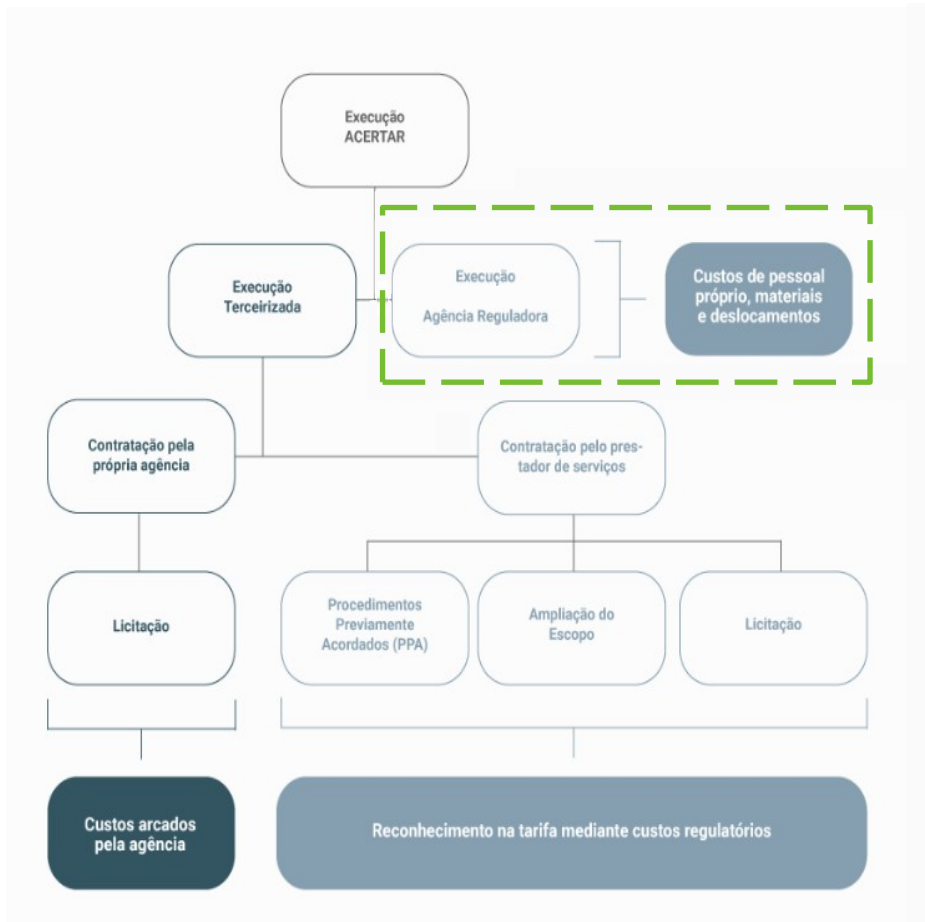 Execução
ACERTAR
Execução
Terceirizada
Execução
Agência Reguladora
Custos de pessoal
próprio, materiais
e deslocamentos
Contratação pela
própria agência
Contratação pelo pres-
tador de serviços
Licitação
Procedimentos
Previamente
Acordados (PPA)
Ampliação do
Escopo
Licitação
Custos arcados
pela agência
Reconhecimento na tarifa mediante custos regulatórios